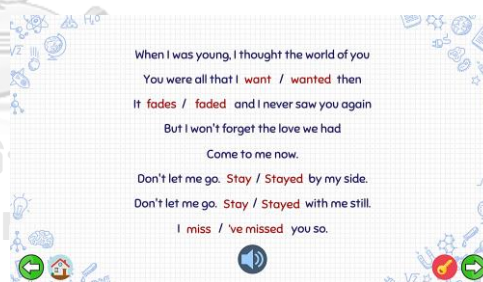 When I was young, I thought the world of you
You were all that I want / wanted then
It fades / faded and I never saw you again
But I won't forget the love we had
Come to me now.
Don't let me go. Stay / Stayed by my side.
Don't let me go. Stay / Stayed with me still.
I miss / 've missed you so.